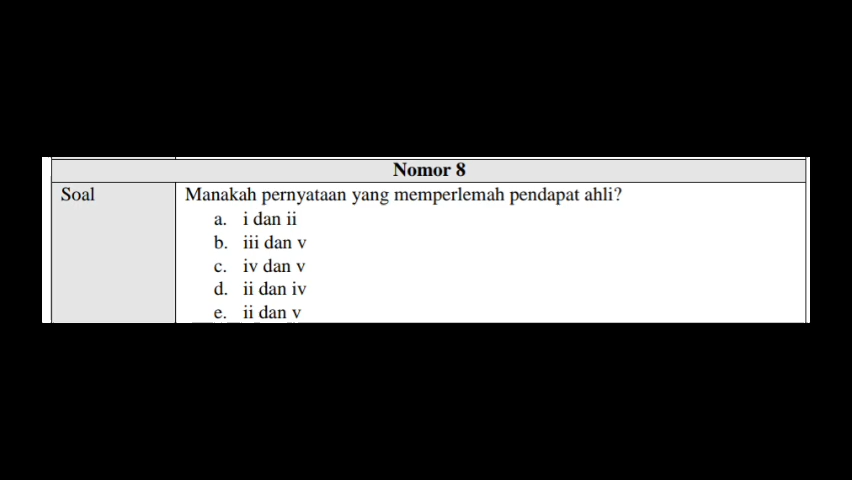 Nomor 8
Soal
Manakah pernyataan yang memperlemah pendapat ahli?
a. i dan ii
b. iii dan v
c. iv dan v
d. ii dan iv
e. ii dan v